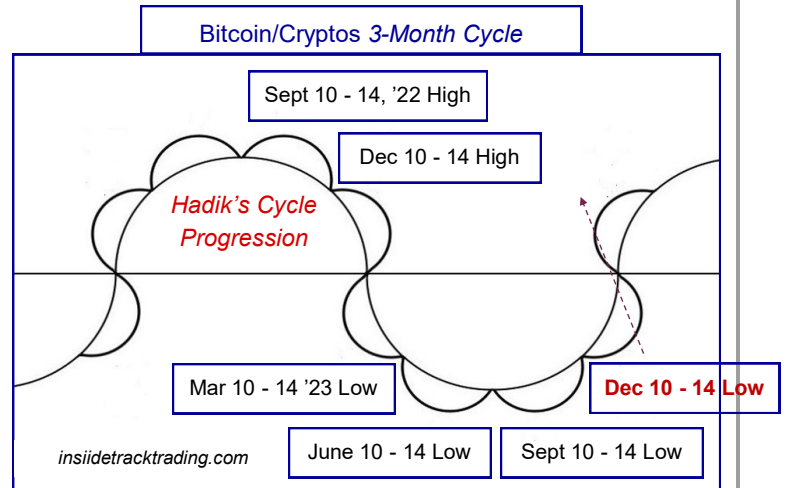 Bitcoin/Cryptos 3-Month Cycle
Sept 10 - 14, ’22 High
Dec 10 - 14 High
Hadik’s Cycle
Progression
Mar 10 - 14 ’23 Low
Dec 10 - 14 Low
June 10 - 14 Low
Sept 10 - 14 Low
insiidetracktrading.com